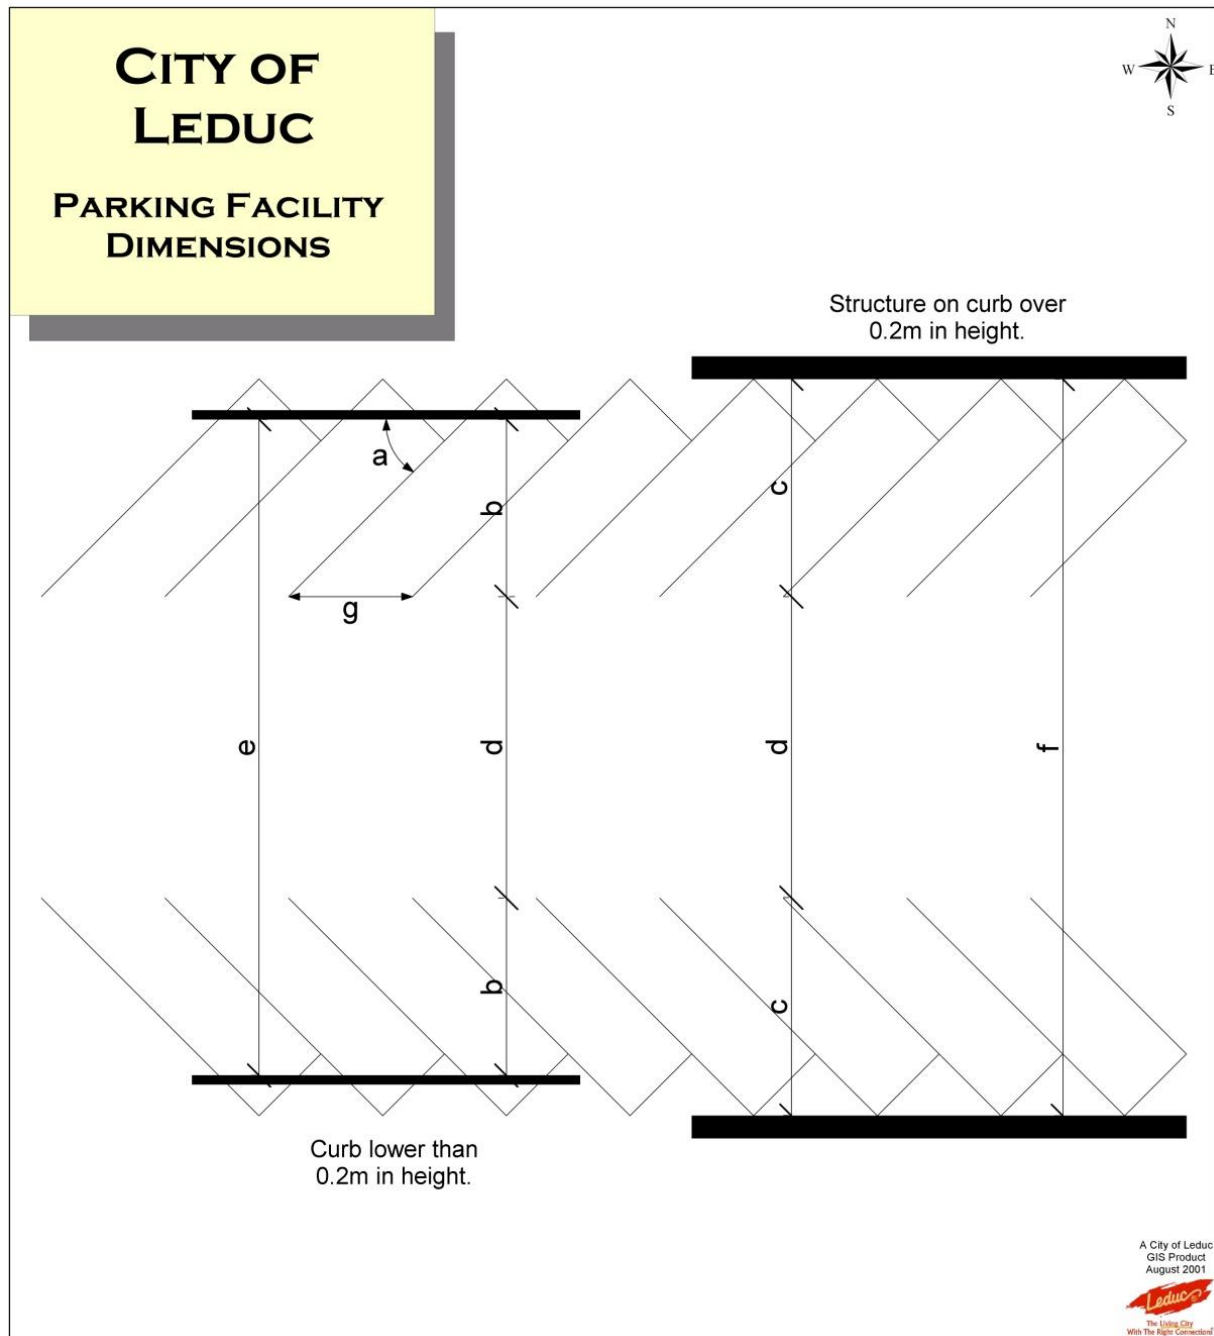 CITY OF
LEDUC
PARKING FACILITY
DIMENSIONS
N
W
E
S
Structure on curb over
0.2m in height.
a
b
c
g
e
d
d
f
b
c
Curb lower than
0.2m in height.
A City of Leduc
GIS Product
August 2001
Leduc
The Living City
With The Right Connections